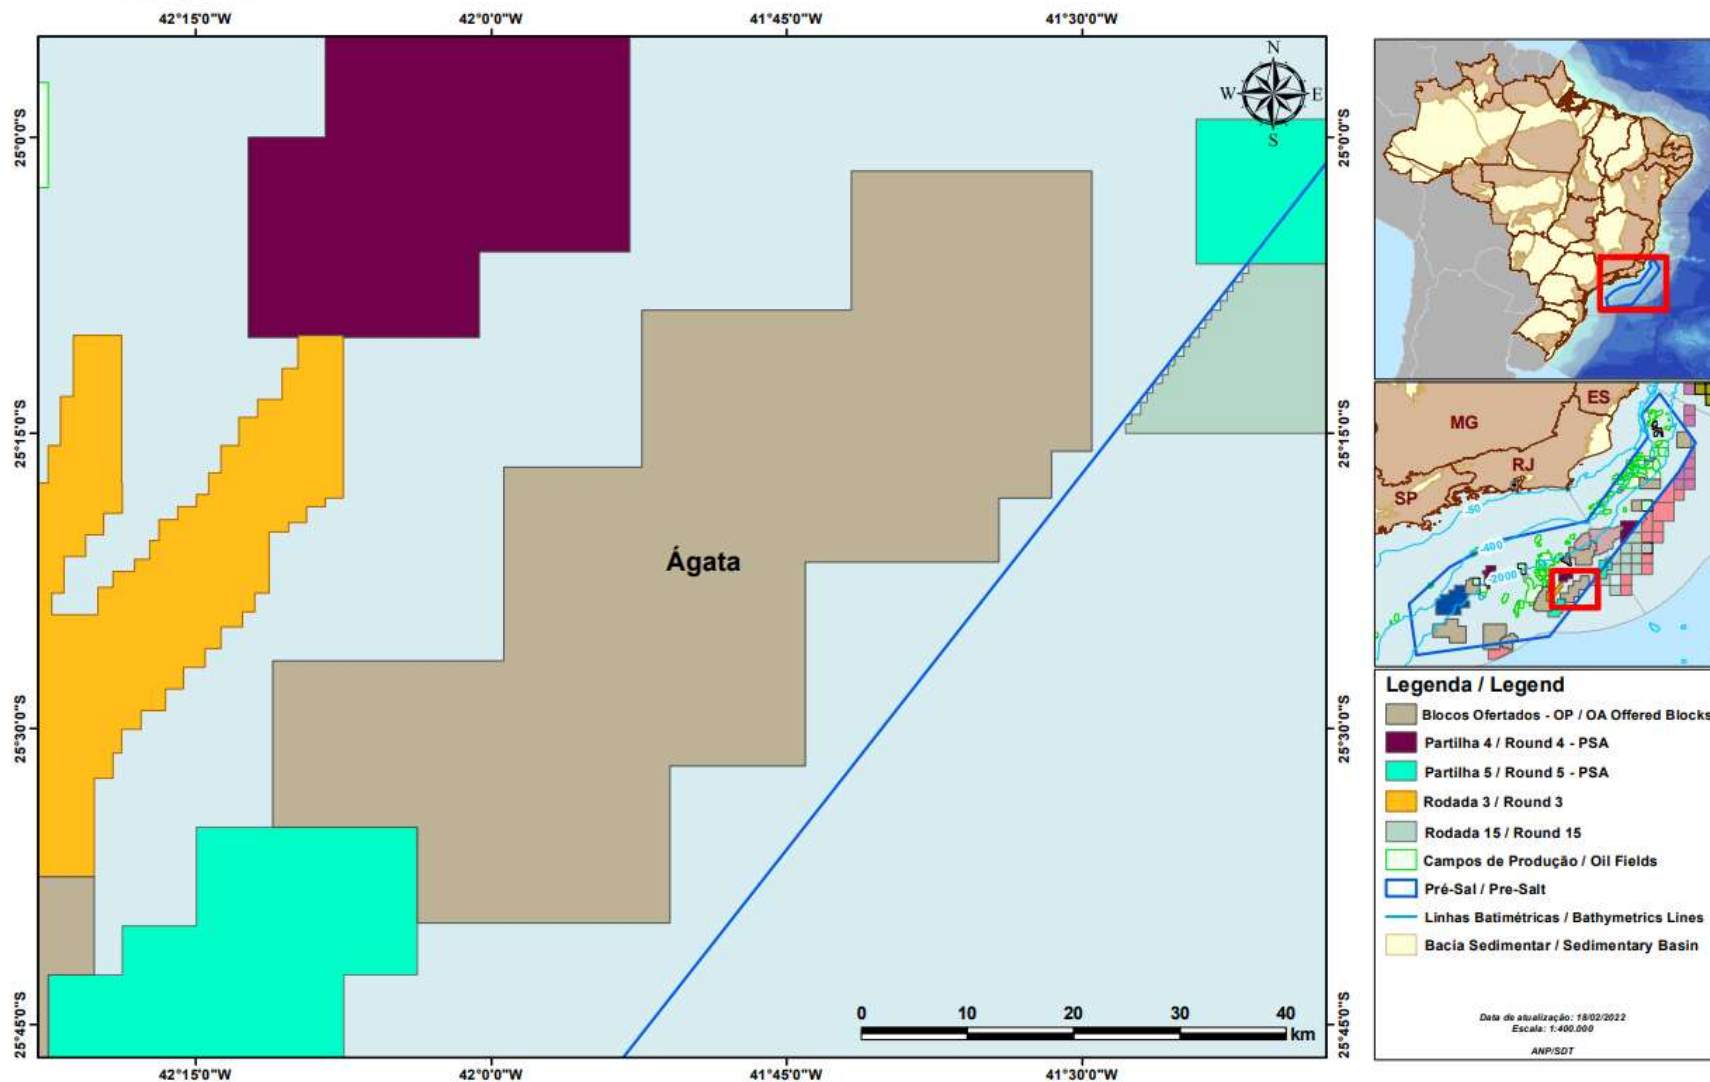 42°15'0"W 42°0'0"W 41°45'0"W 41°30'0"W
N
W E
S
25°0'0"S 25°0'0"S
25°15'0"S 25°15'0"S
Ágata
25°30'0"S 25°30'0"S
25°45'0"S 25°45'0"S
0 10 20 30 40
km
42°15'0"W 42°0'0"W 41°45'0"W 41°30'0"W
ES
MG
RJ
SP
-50
-400
-2000
Legenda / Legend
Blocos Ofertados - OP / OA Offered Blocks
Partilha 4 / Round 4 - PSA
Partilha 5 / Round 5 - PSA
Rodada 3 / Round 3
Rodada 15 / Round 15
Campos de Produção / Oil Fields
Pré-Sal / Pre-Salt
Linhas Batimétricas / Bathymetrics Lines
Bacia Sedimentar / Sedimentary Basin
Data de atualização: 18/02/2022
Escala: 1:400.000
ANP/SDT